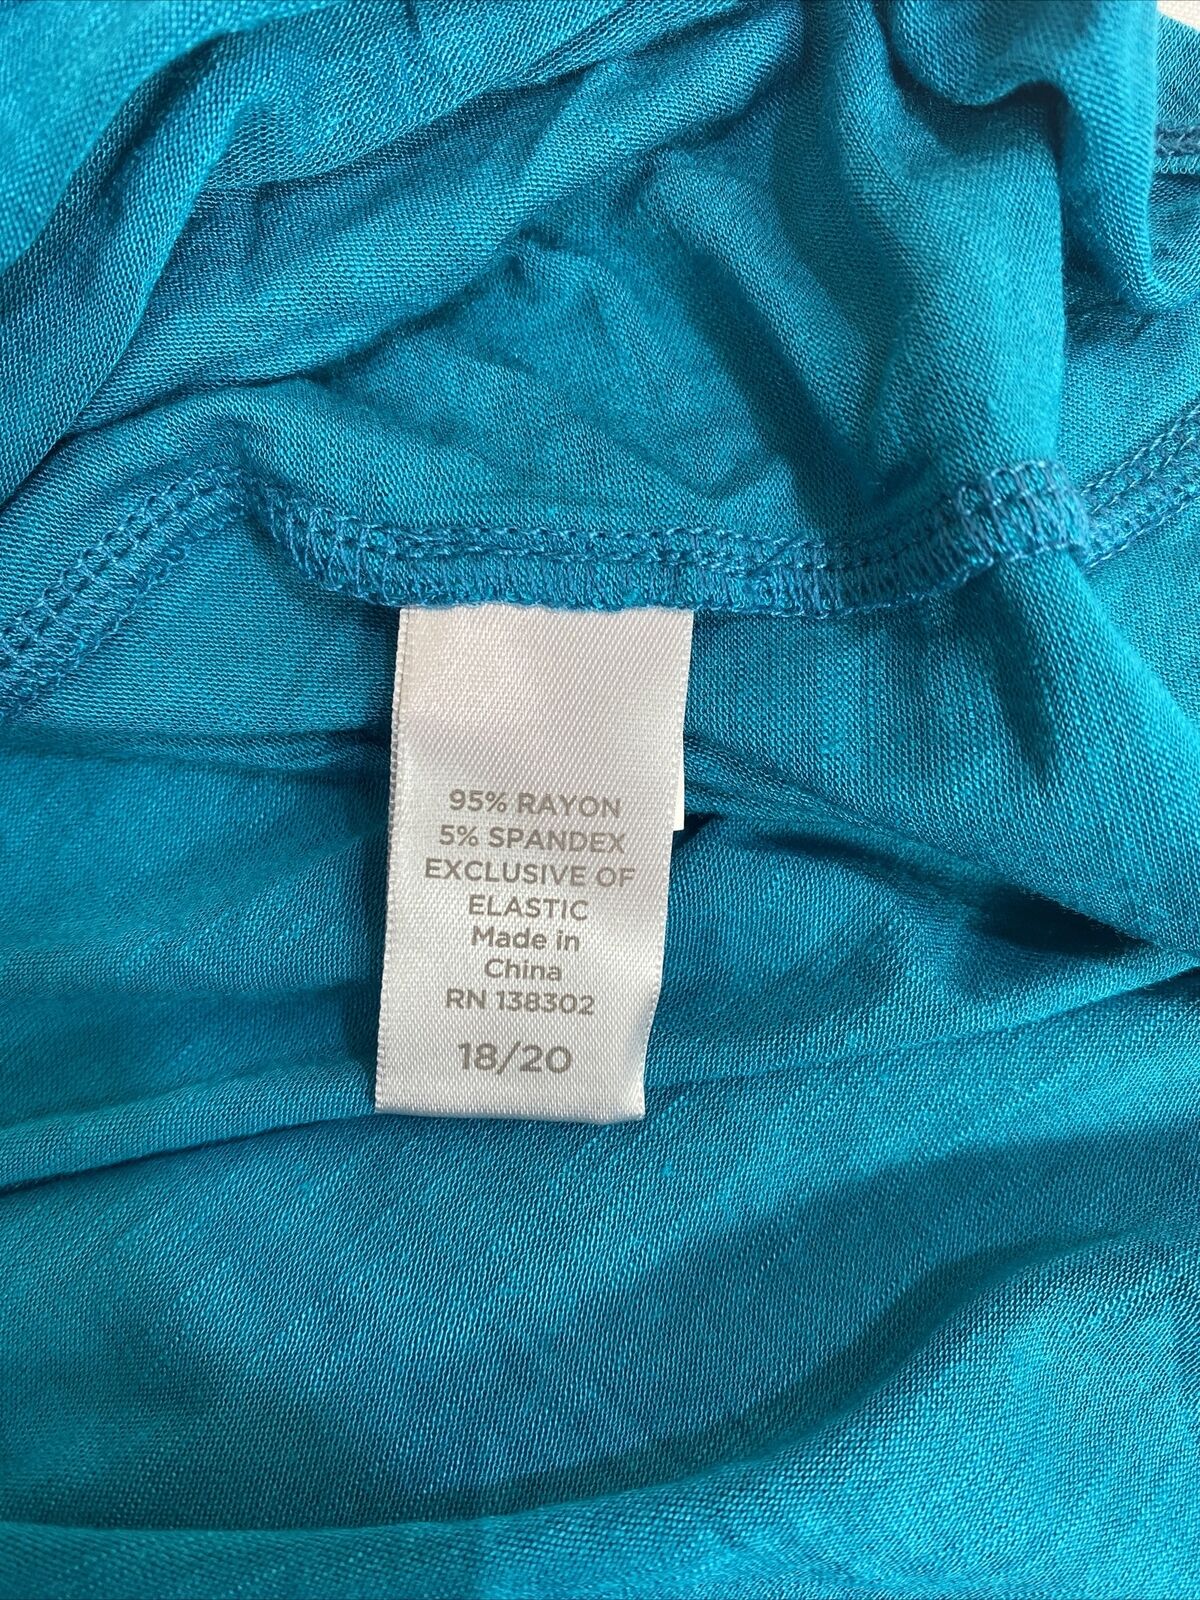 95% RAYON
5% SPANDEX
EXCLUSIVE OF
ELASTIC
Made in
China
RN 138302
18/20